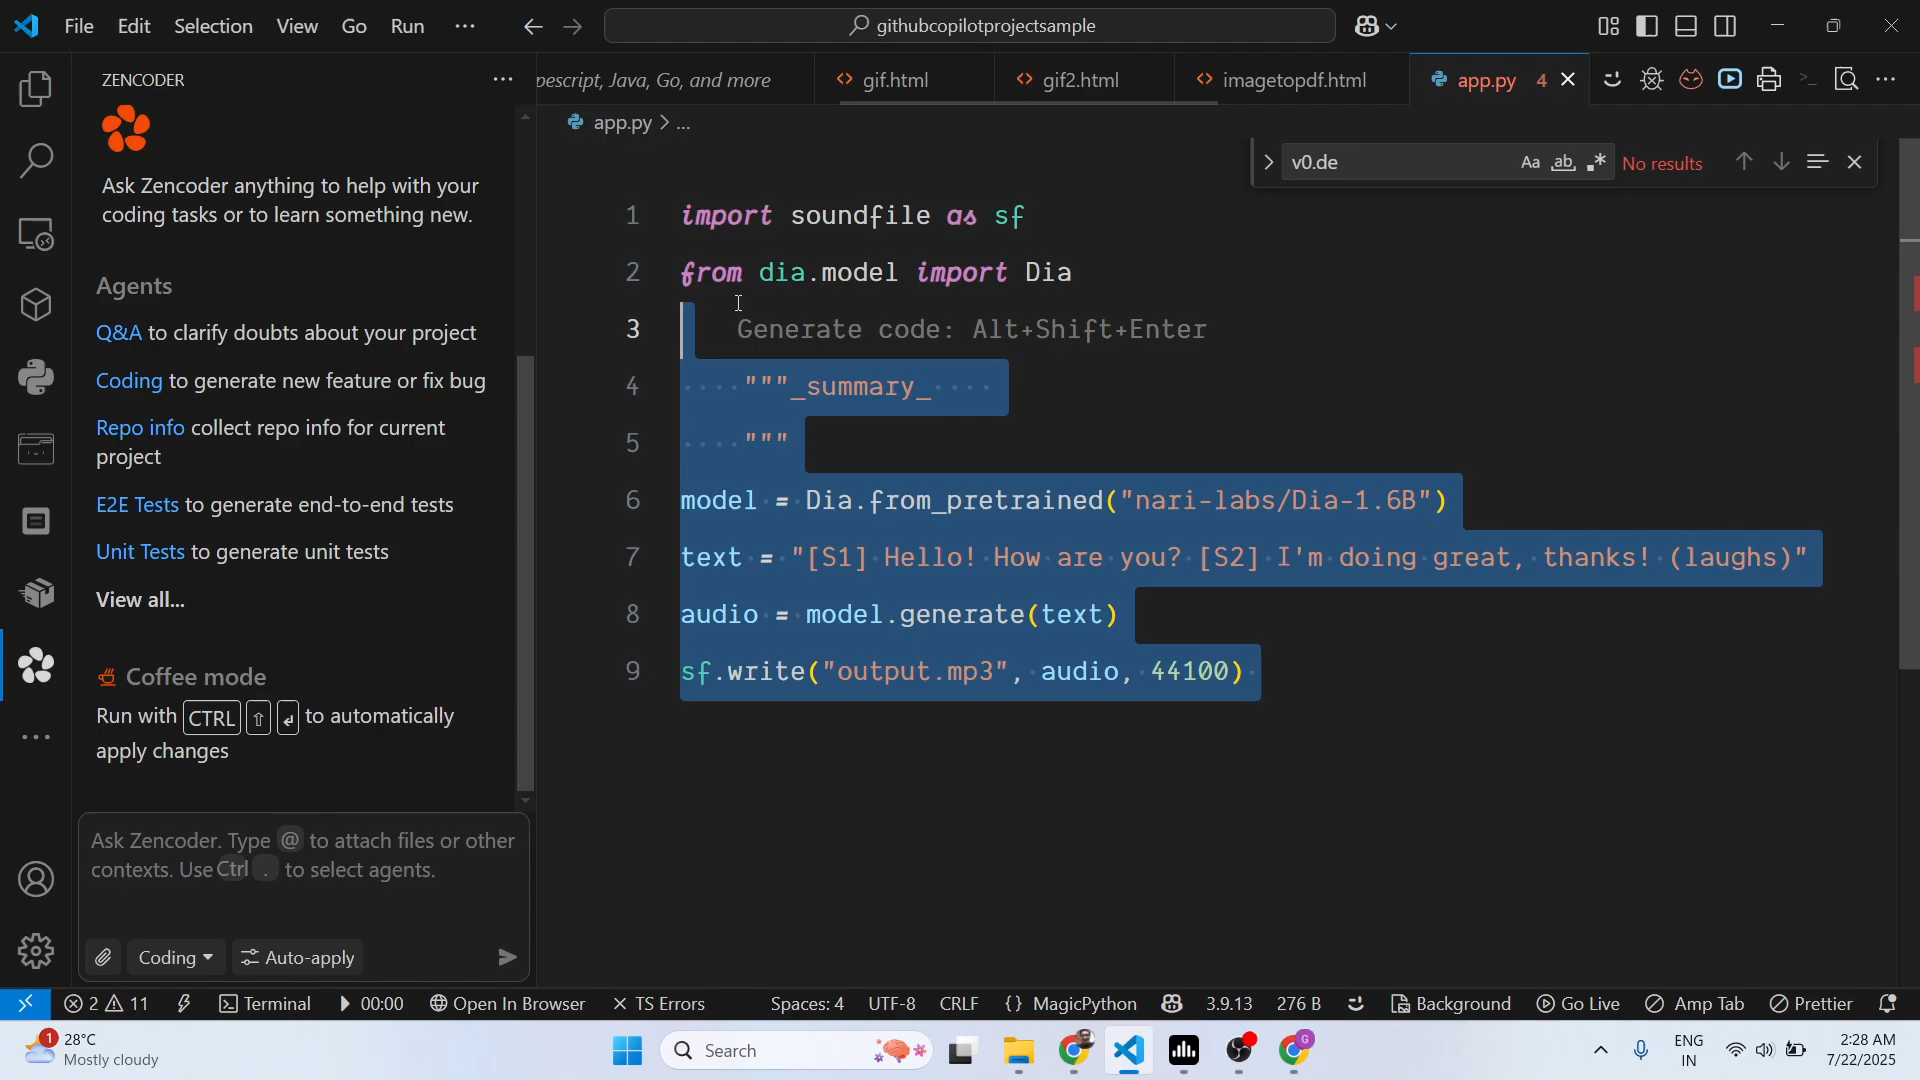 File Edit Selection View Go Run ··· githubcopilotprojectsample
ZENCODER ···
Ask Zencoder anything to help with your
coding tasks or to learn something new.
Agents
Q&A to clarify doubts about your project
Coding to generate new feature or fix bug
Repo info collect repo info for current
project
E2E Tests to generate end-to-end tests
Unit Tests to generate unit tests
View all...
Coffee mode
Run with CTRL ⇧ ↲ to automatically
apply changes
Ask Zencoder. Type @ to attach files or other
contexts. Use Ctrl . to select agents.
Coding Auto-apply
pescript, Java, Go, and more <> gif.html <> gif2.html <> imagetopdf.html app.py 4
app.py > ...
v0.de Aa ab .* No results
1 import soundfile as sf
2 from dia.model import Dia
3 Generate code: Alt+Shift+Enter
4 """_summary_
5 """
6 model = Dia.from_pretrained("nari-labs/Dia-1.6B")
7 text = "[S1] Hello! How are you? [S2] I'm doing great, thanks! (laughs)"
8 audio = model.generate(text)
9 sf.write("output.mp3", audio, 44100)
2 11 Terminal 00:00 Open In Browser TS Errors Spaces: 4 UTF-8 CRLF {} MagicPython 3.9.13 276 B Background Go Live Amp Tab Prettier
1 28°C
Mostly cloudy
Search
G
ENG
IN
2:28 AM
7/22/2025